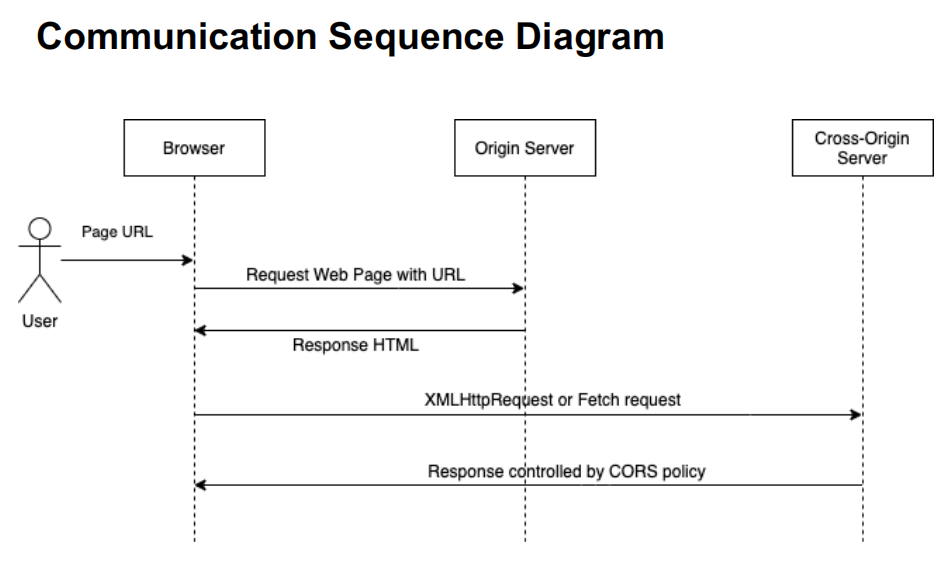 Communication Sequence Diagram
Browser
Origin Server
Cross-Origin
Server
Page URL
Request Web Page with URL
User
Response HTML
XMLHttpRequest or Fetch request
Response controlled by CORS policy